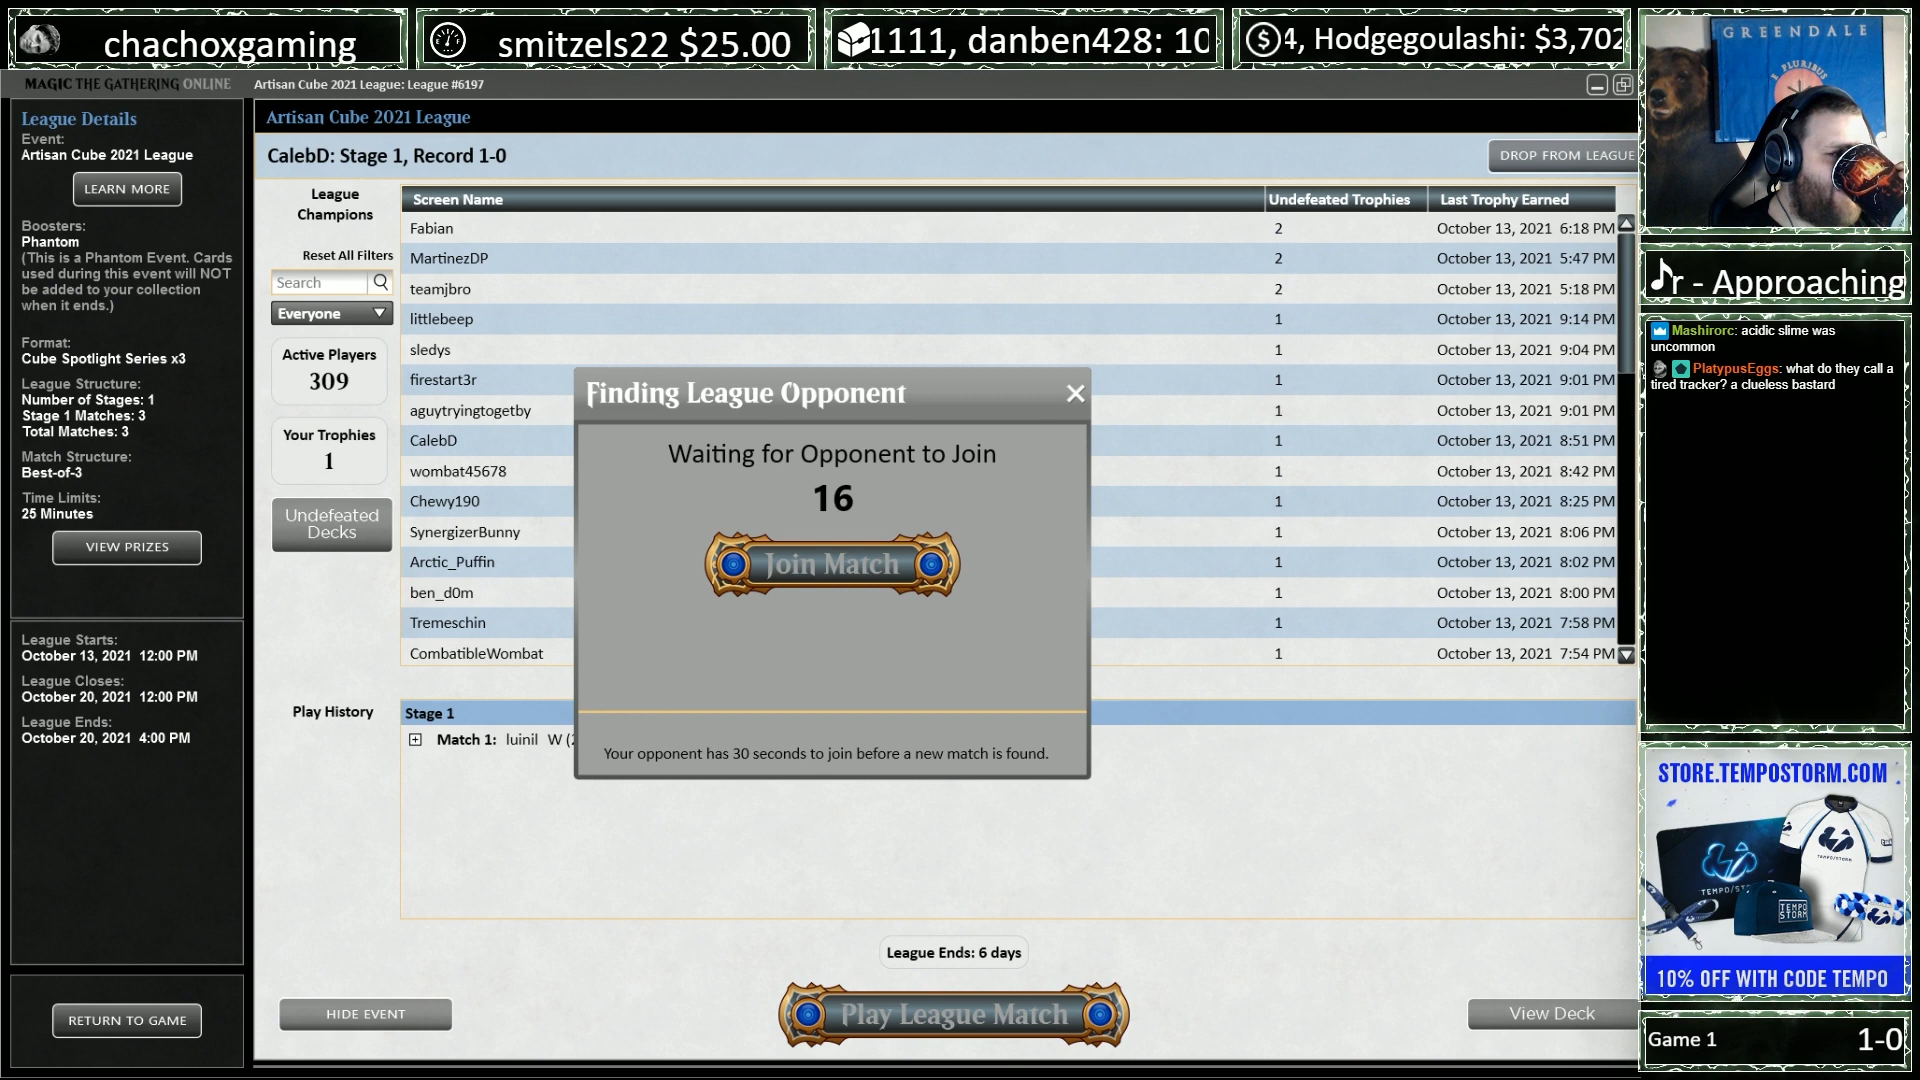 chachoxgaming
smitzels22 $25.00
1111, danben428: 10
4, Hodgegoulashi: $3,702
GREENDALE
E PLURIBUS
MAGIC THE GATHERING ONLINE
Artisan Cube 2021 League: League #6197
League Details
Event:
Artisan Cube 2021 League
LEARN MORE
Boosters:
Phantom
(This is a Phantom Event. Cards
used during this event will NOT
be added to your collection
when it ends.)
Format:
Cube Spotlight Series x3
League Structure:
Number of Stages: 1
Stage 1 Matches: 3
Total Matches: 3
Match Structure:
Best-of-3
Time Limits:
25 Minutes
VIEW PRIZES
League Starts:
October 13, 2021 12:00 PM
League Closes:
October 20, 2021 12:00 PM
League Ends:
October 20, 2021 4:00 PM
RETURN TO GAME
Artisan Cube 2021 League
CalebD: Stage 1, Record 1-0
DROP FROM LEAGUE
League
Champions
Reset All Filters
Search
Everyone
Active Players
309
Your Trophies
1
Undefeated
Decks
Screen Name Undefeated Trophies Last Trophy Earned
Fabian 2 October 13, 2021 6:18 PM
MartinezDP 2 October 13, 2021 5:47 PM
teamjbro 2 October 13, 2021 5:18 PM
littlebeep 1 October 13, 2021 9:14 PM
sledys 1 October 13, 2021 9:04 PM
firestart3r 1 October 13, 2021 9:01 PM
aguytryingtogetby 1 October 13, 2021 9:01 PM
CalebD 1 October 13, 2021 8:51 PM
wombat45678 1 October 13, 2021 8:42 PM
Chewy190 1 October 13, 2021 8:25 PM
SynergizerBunny 1 October 13, 2021 8:06 PM
Arctic_Puffin 1 October 13, 2021 8:02 PM
ben_d0m 1 October 13, 2021 8:00 PM
Tremeschin 1 October 13, 2021 7:58 PM
CombatibleWombat 1 October 13, 2021 7:54 PM
Finding League Opponent
Waiting for Opponent to Join
16
Join Match
Your opponent has 30 seconds to join before a new match is found.
Play History
Stage 1
Match 1: luinil W (2
League Ends: 6 days
HIDE EVENT
Play League Match
View Deck
r - Approaching
Mashirorc: acidic slime was
uncommon
PlatypusEggs: what do they call a
tired tracker? a clueless bastard
STORE.TEMPOSTORM.COM
TEMPO/STORM
TEMPO/STO
TEMPO
STORM
10% OFF WITH CODE TEMPO
Game 1 1-0